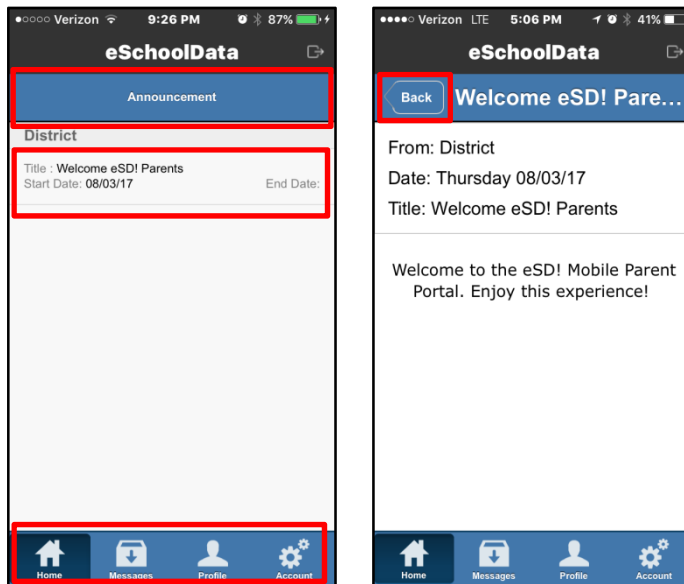 Verizon 9:26 PM 87%
eSchoolData
Announcement
District
Title : Welcome eSD! Parents
Start Date: 08/03/17 End Date:
Home Messages Profile Account
Verizon LTE 5:06 PM 41%
eSchoolData
Back Welcome eSD! Pare...
From: District
Date: Thursday 08/03/17
Title: Welcome eSD! Parents
Welcome to the eSD! Mobile Parent
Portal. Enjoy this experience!
Home Messages Profile Account